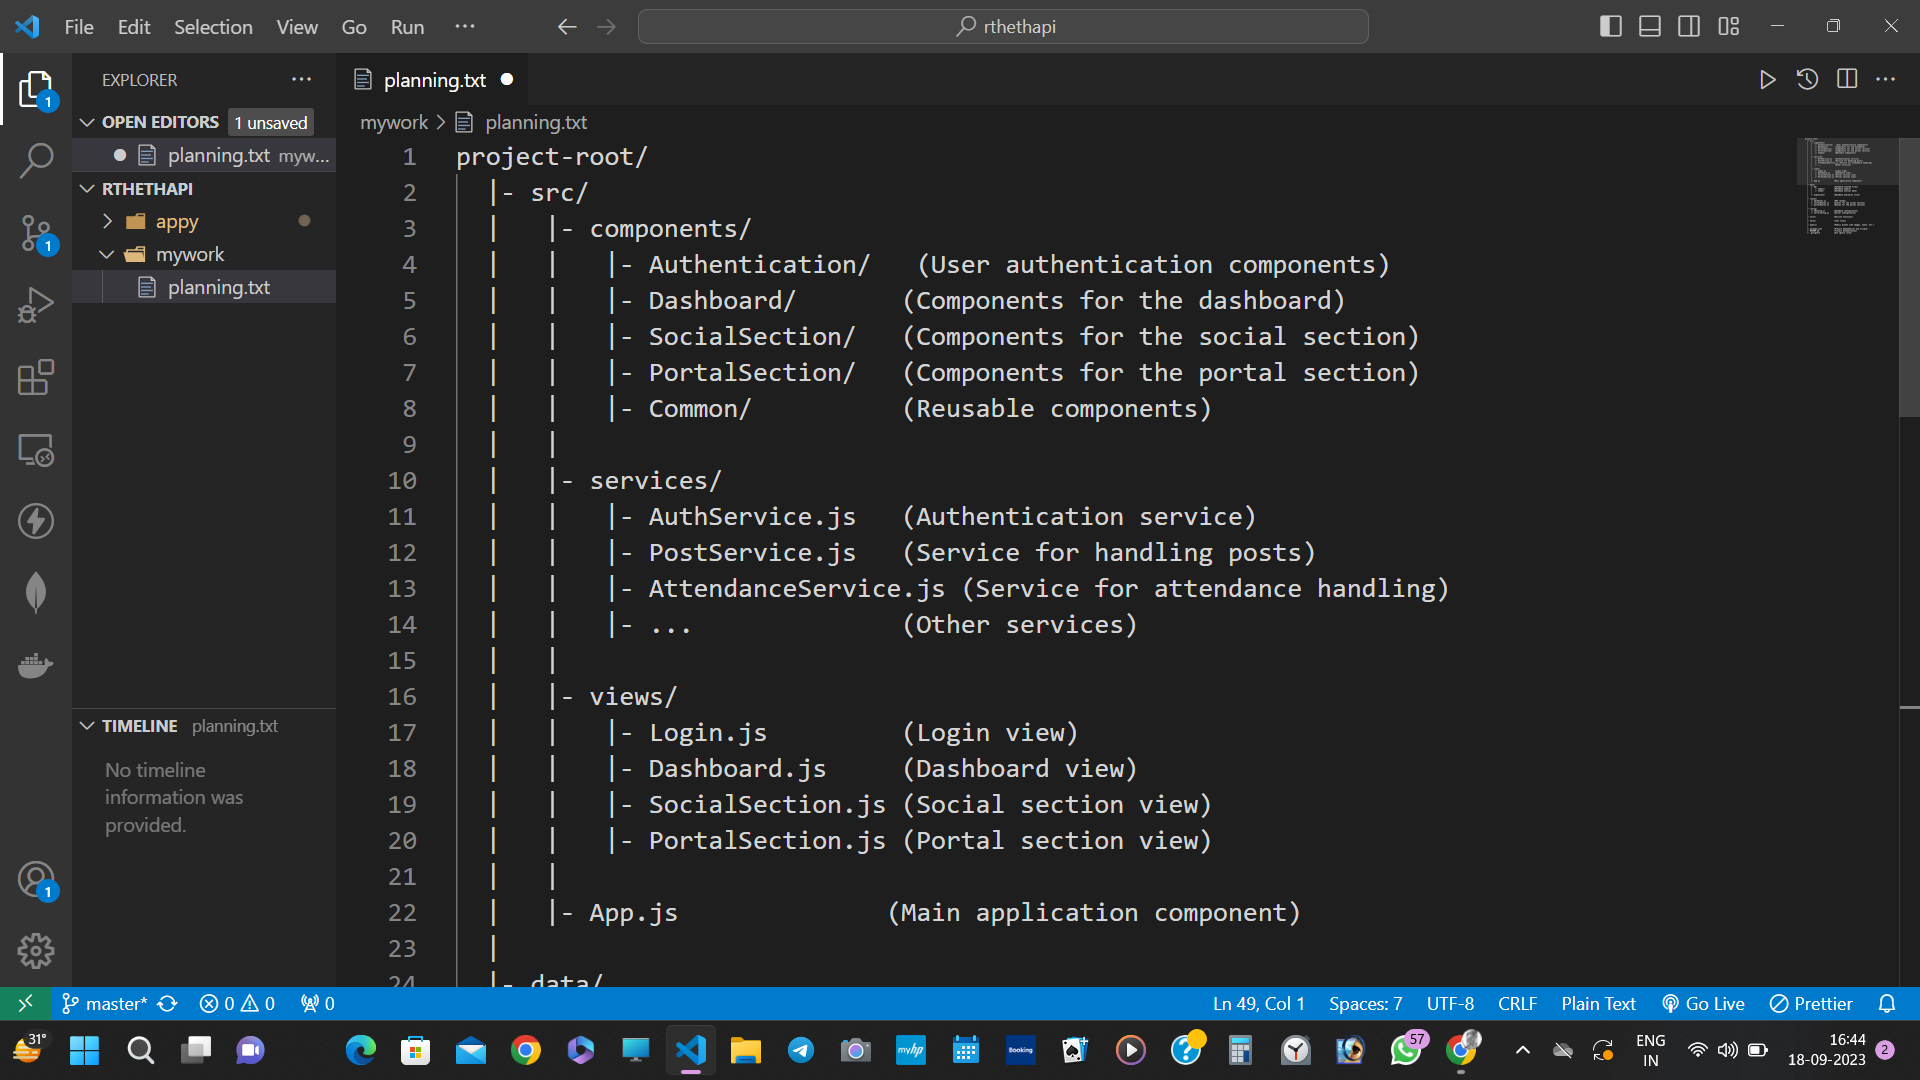 File Edit Selection View Go Run ···
rthethapi
EXPLORER ···
OPEN EDITORS 1 unsaved
planning.txt myw...
RTHETHAPI
appy
mywork
planning.txt
TIMELINE planning.txt
No timeline
information was
provided.
planning.txt
mywork > planning.txt
1 project-root/
2 |- src/
3 | |- components/
4 | | |- Authentication/ (User authentication components)
5 | | |- Dashboard/ (Components for the dashboard)
6 | | |- SocialSection/ (Components for the social section)
7 | | |- PortalSection/ (Components for the portal section)
8 | | |- Common/ (Reusable components)
9 | |
10 | |- services/
11 | | |- AuthService.js (Authentication service)
12 | | |- PostService.js (Service for handling posts)
13 | | |- AttendanceService.js (Service for attendance handling)
14 | | |- ... (Other services)
15 | |
16 | |- views/
17 | | |- Login.js (Login view)
18 | | |- Dashboard.js (Dashboard view)
19 | | |- SocialSection.js (Social section view)
20 | | |- PortalSection.js (Portal section view)
21 | |
22 | |- App.js (Main application component)
23 |
24 |- data/
1
1
1
master* 0 0 0 Ln 49, Col 1 Spaces: 7 UTF-8 CRLF Plain Text Go Live Prettier
31° myhp Booking 57 ENG IN 16:44 18-09-2023 2